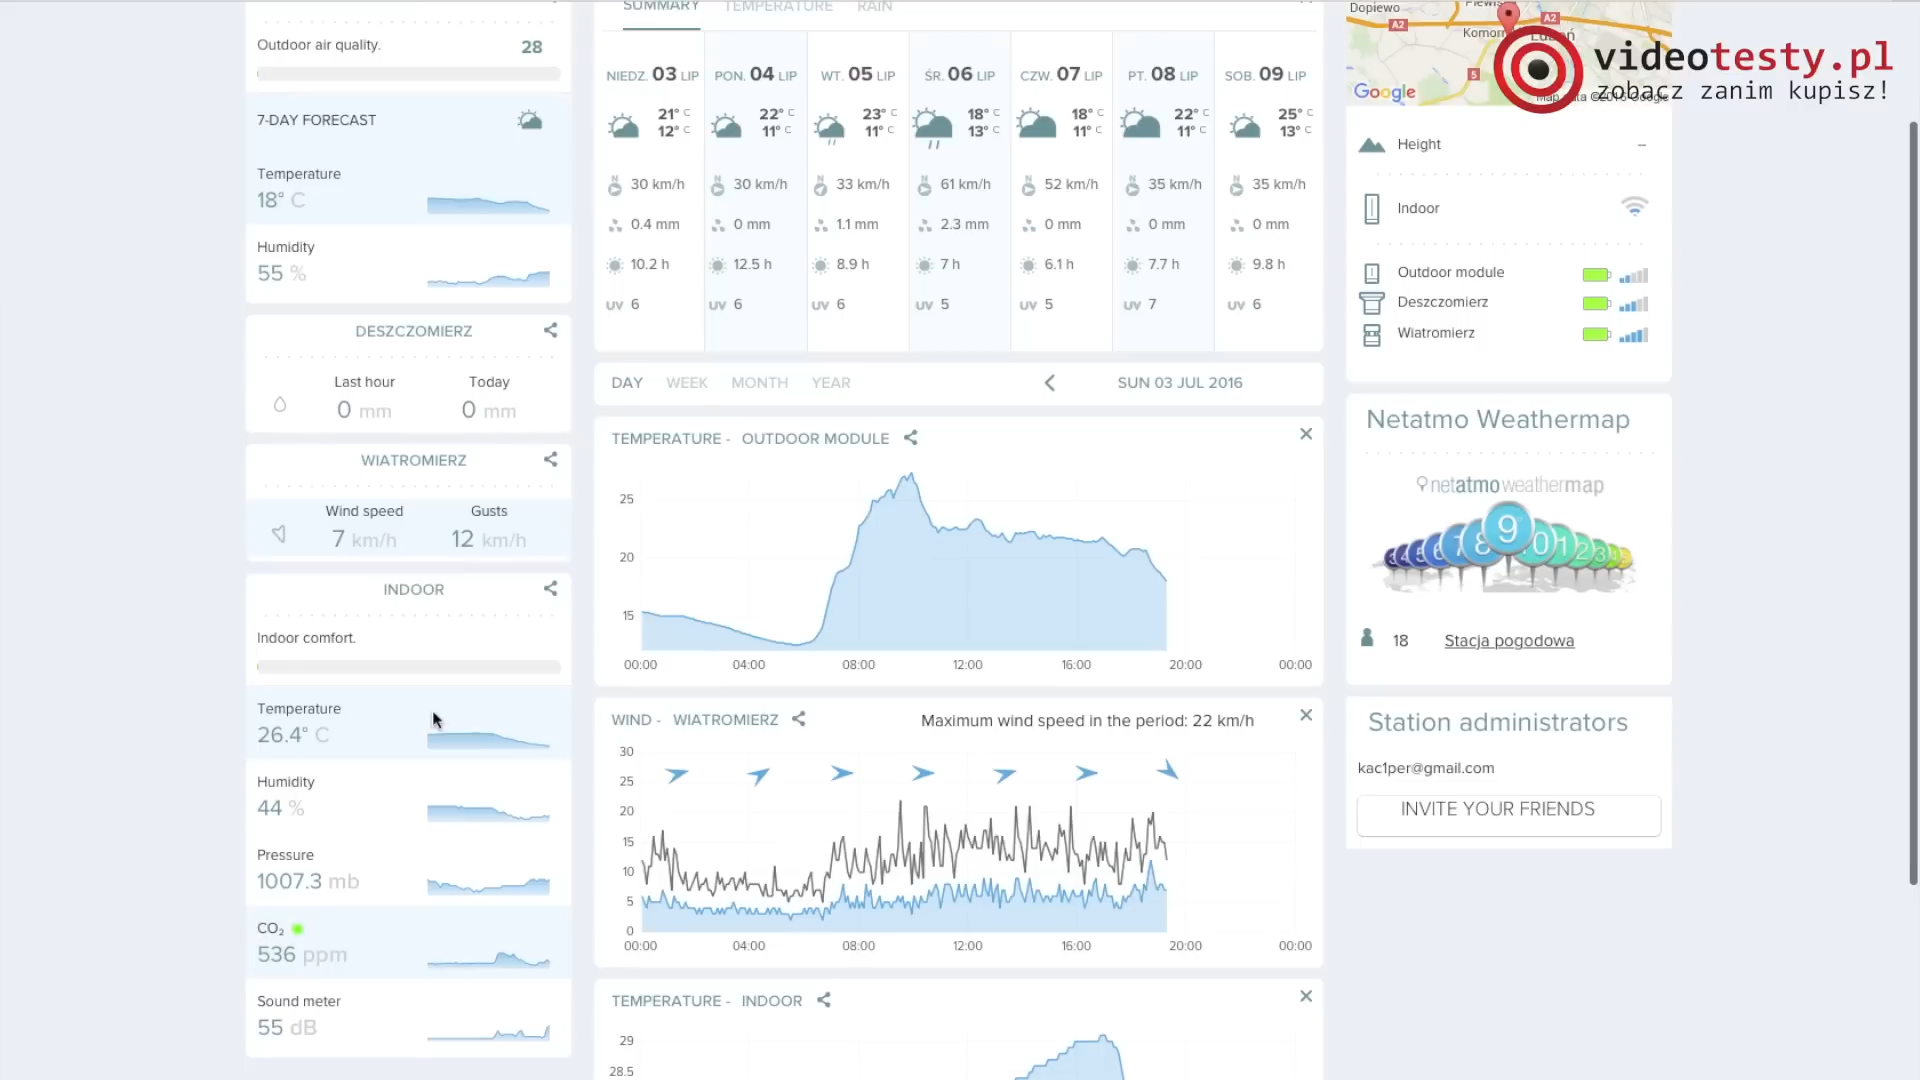 Outdoor air quality.
28
7-DAY FORECAST
Temperature
18° C
Humidity
55 %
DESZCZOMIERZ
Last hour
Today
0 mm
0 mm
WIATROMIERZ
Wind speed
Gusts
7 km/h
12 km/h
INDOOR
Indoor comfort.
Temperature
26.4° C
Humidity
44 %
Pressure
1007.3 mb
CO₂
536 ppm
Sound meter
55 dB
SUMMARY TEMPERATURE RAIN
NIEDZ. 03 LIP PON. 04 LIP WT. 05 LIP ŚR. 06 LIP CZW. 07 LIP PT. 08 LIP SOB. 09 LIP
21° C 22° C 23° C 18° C 18° C 22° C 25° C
12° C 11° C 11° C 13° C 11° C 11° C 13° C
N N N N N N N
30 km/h 30 km/h 33 km/h 61 km/h 52 km/h 35 km/h 35 km/h
0.4 mm 0 mm 1.1 mm 2.3 mm 0 mm 0 mm 0 mm
10.2 h 12.5 h 8.9 h 7 h 6.1 h 7.7 h 9.8 h
UV 6 UV 6 UV 6 UV 5 UV 5 UV 7 UV 6
DAY WEEK MONTH YEAR SUN 03 JUL 2016
TEMPERATURE - OUTDOOR MODULE
25
20
15
00:00 04:00 08:00 12:00 16:00 20:00 00:00
WIND - WIATROMIERZ Maximum wind speed in the period: 22 km/h
30
25
20
15
10
5
0
00:00 04:00 08:00 12:00 16:00 20:00 00:00
TEMPERATURE - INDOOR
29
28.5
Dopiewo
A2
A2
Luboń
5
Google
videotesty.pl
zobacz zanim kupisz!
Height --
Indoor
Outdoor module
Deszczomierz
Wiatromierz
Netatmo Weathermap
netatmo weathermap
9
18 Stacja pogodowa
Station administrators
kac1per@gmail.com
INVITE YOUR FRIENDS